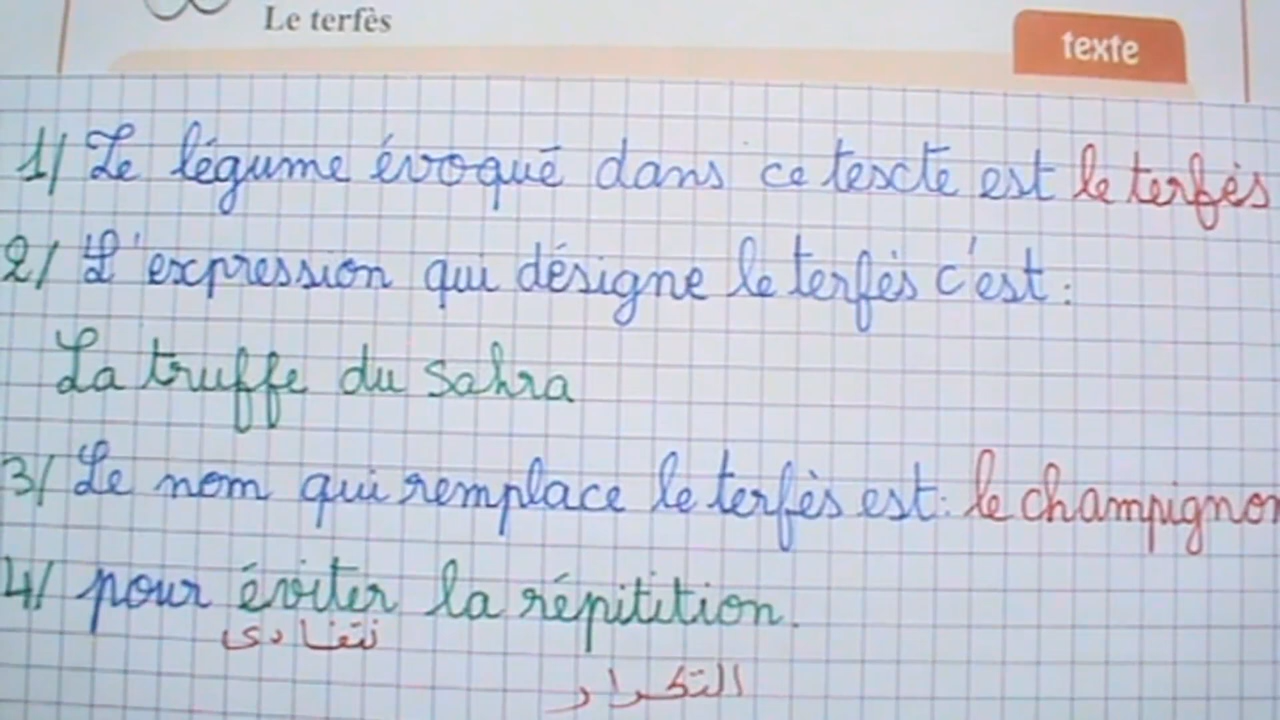 Le terfès
texte
1/ Le légume évoqué dans ce texte est le terfès
2/ L'expression qui désigne le terfès c'est :
La truffe du sahra
3/ Le nom qui remplace le terfès est : le champignon
4/ pour éviter la répitition.
نتفادى
التكرار